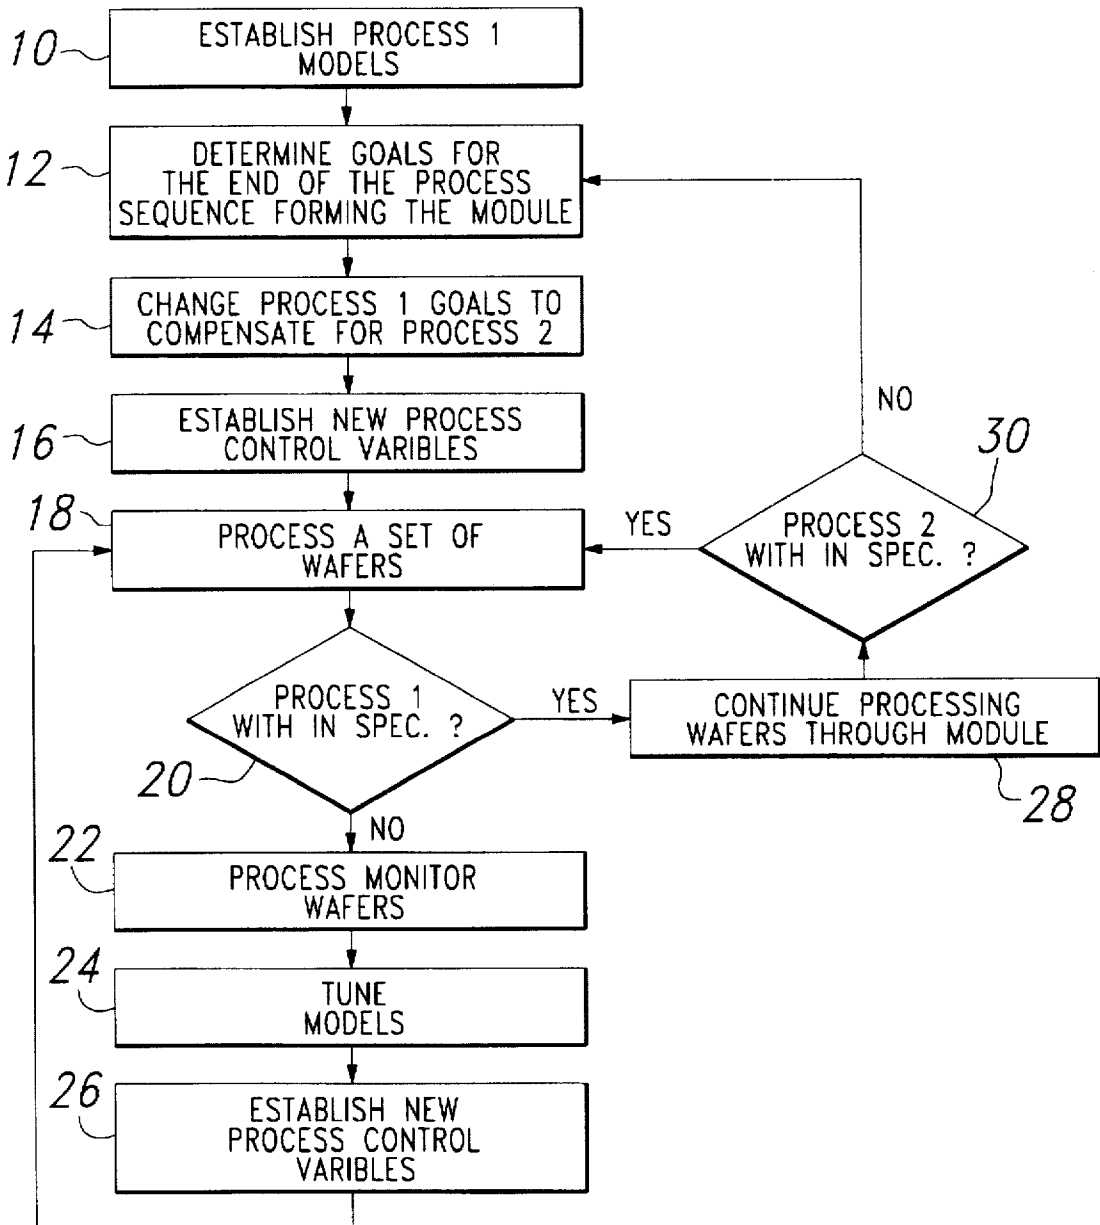 10
ESTABLISH PROCESS 1
MODELS
12
DETERMINE GOALS FOR
THE END OF THE PROCESS
SEQUENCE FORMING THE MODULE
14
CHANGE PROCESS 1 GOALS TO
COMPENSATE FOR PROCESS 2
16
ESTABLISH NEW PROCESS
CONTROL VARIBLES
NO
30
18
PROCESS A SET OF
WAFERS
YES
PROCESS 2
WITH IN SPEC. ?
PROCESS 1
WITH IN SPEC. ?
20
YES
CONTINUE PROCESSING
WAFERS THROUGH MODULE
28
NO
22
PROCESS MONITOR
WAFERS
24
TUNE
MODELS
26
ESTABLISH NEW
PROCESS CONTROL
VARIBLES